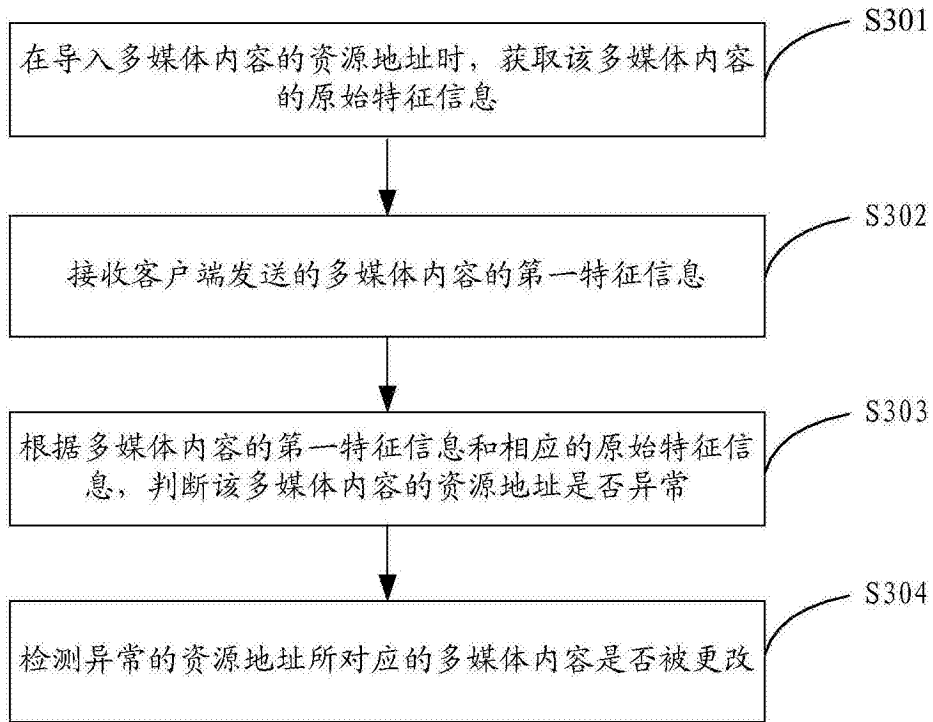 S301
在导入多媒体内容的资源地址时，获取该多媒体内容
的原始特征信息
S302
接收客户端发送的多媒体内容的第一特征信息
S303
根据多媒体内容的第一特征信息和相应的原始特征信
息，判断该多媒体内容的资源地址是否异常
S304
检测异常的资源地址所对应的多媒体内容是否被更改